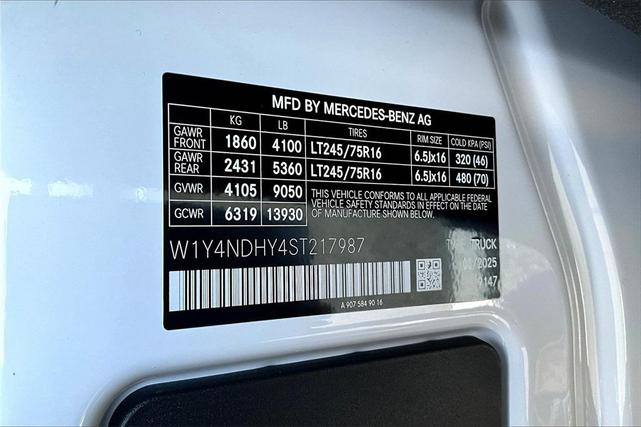 MFD BY MERCEDES-BENZ AG
KG LB TIRES RIM SIZE COLD KPA (PSI)
GAWR FRONT 1860 4100 LT245/75R16 6.5Jx16 320 (46)
GAWR REAR 2431 5360 LT245/75R16 6.5Jx16 480 (70)
GVWR 4105 9050
GCWR 6319 13930
THIS VEHICLE CONFORMS TO ALL APPLICABLE FEDERAL
VEHICLE SAFETY STANDARDS IN EFFECT ON THE DATE
OF MANUFACTURE SHOWN ABOVE.
W1Y4NDHY4ST217987
TRUCK
2025
9147
A 907 584 90 16